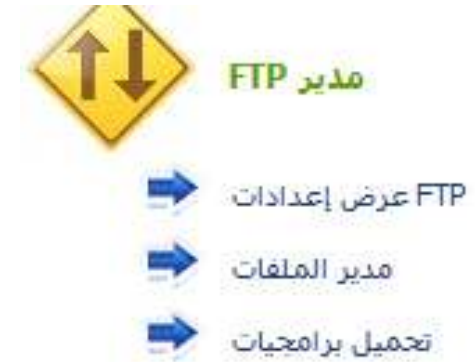 مدير FTP
FTP عرض إعدادات
مدير الملفات
تحميل برامجيات